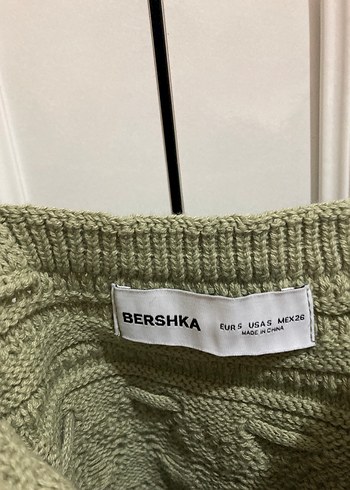 BERSHKA
EUR S USA S MEX 26
MADE IN CHINA